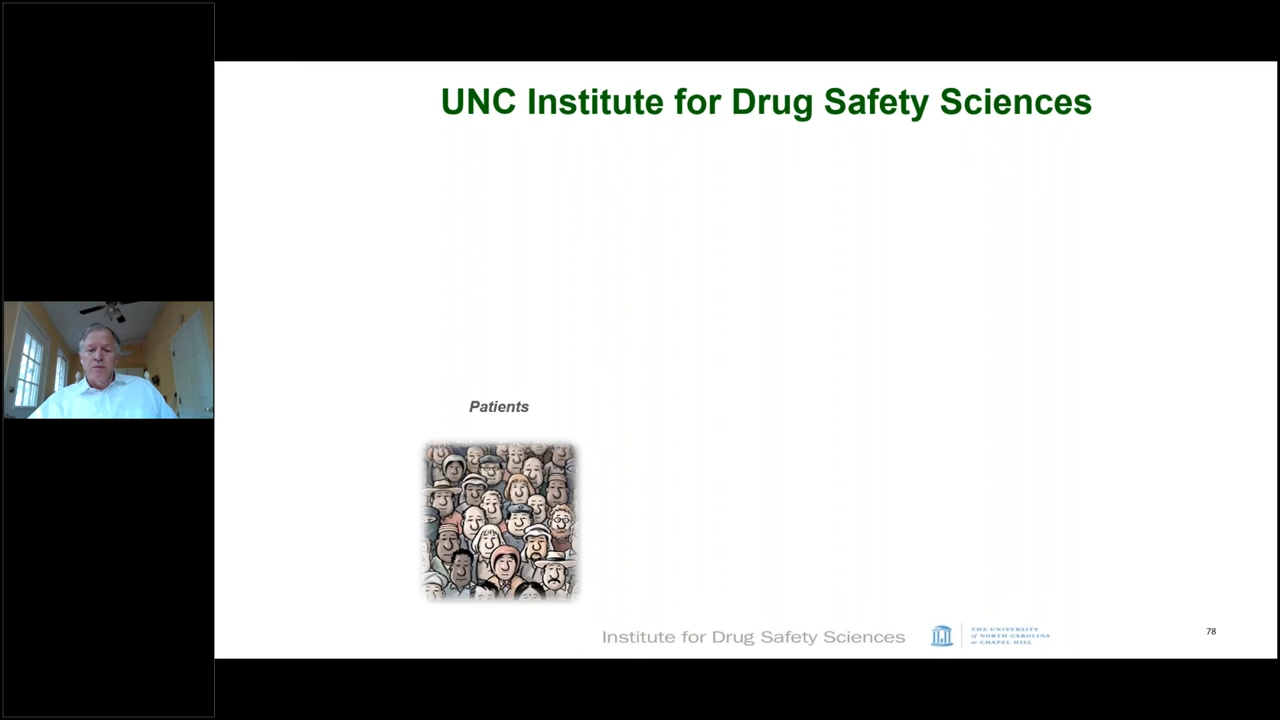 UNC Institute for Drug Safety Sciences
Patients
Institute for Drug Safety Sciences
THE UNIVERSITY
of NORTH CAROLINA
at CHAPEL HILL
78